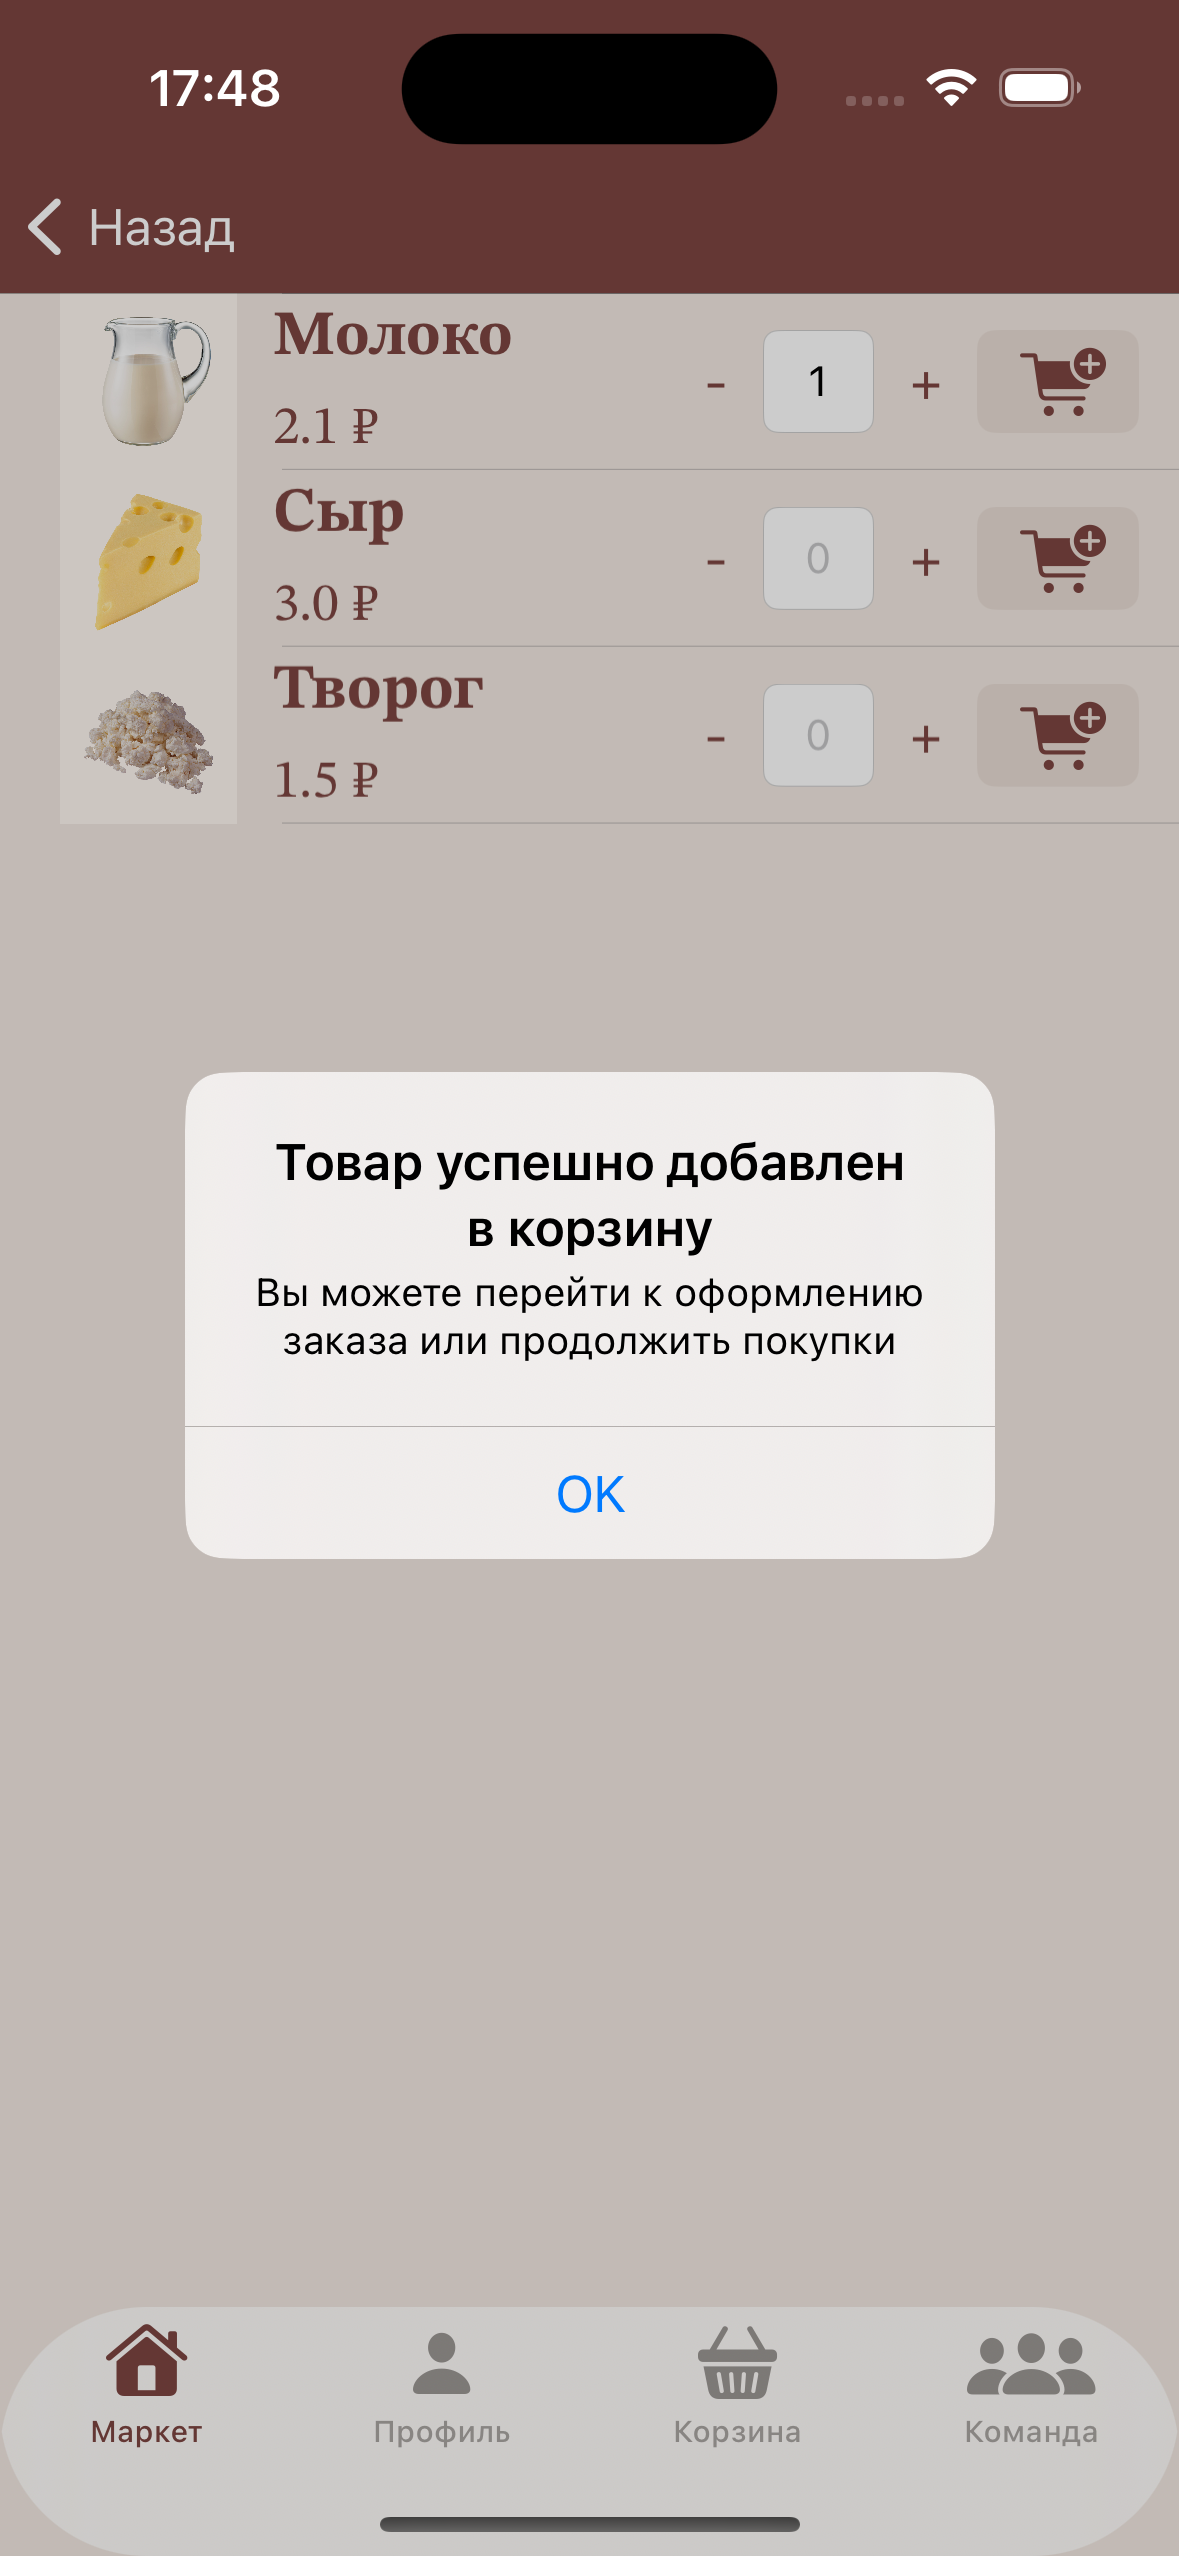 17:48
Назад
Молоко
2.1 ₽
- 1 +
Сыр
3.0 ₽
- 0 +
Творог
1.5 ₽
- 0 +
Товар успешно добавлен
в корзину
Вы можете перейти к оформлению
заказа или продолжить покупки
OK
Маркет Профиль Корзина Команда